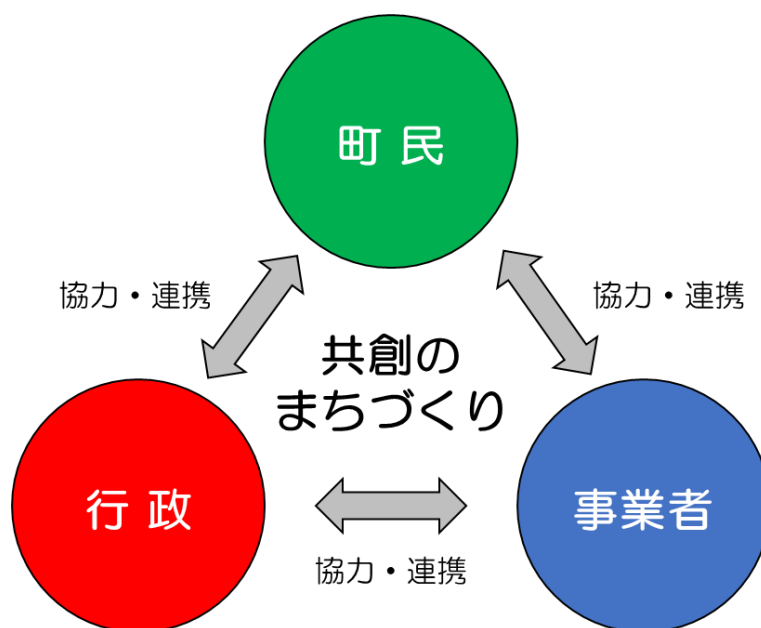 町 民
協力・連携
協力・連携
共創の
まちづくり
行 政
事業者
協力・連携